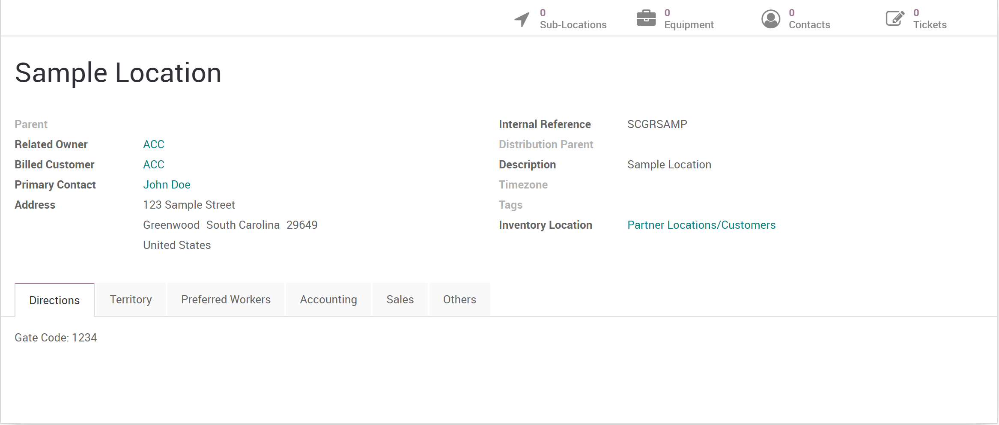 0
Sub-Locations
0
Equipment
0
Contacts
0
Tickets
Sample Location
Parent
Related Owner ACC
Billed Customer ACC
Primary Contact John Doe
Address 123 Sample Street
Greenwood South Carolina 29649
United States
Internal Reference SCGRSAMP
Distribution Parent
Description Sample Location
Timezone
Tags
Inventory Location Partner Locations/Customers
Directions Territory Preferred Workers Accounting Sales Others
Gate Code: 1234